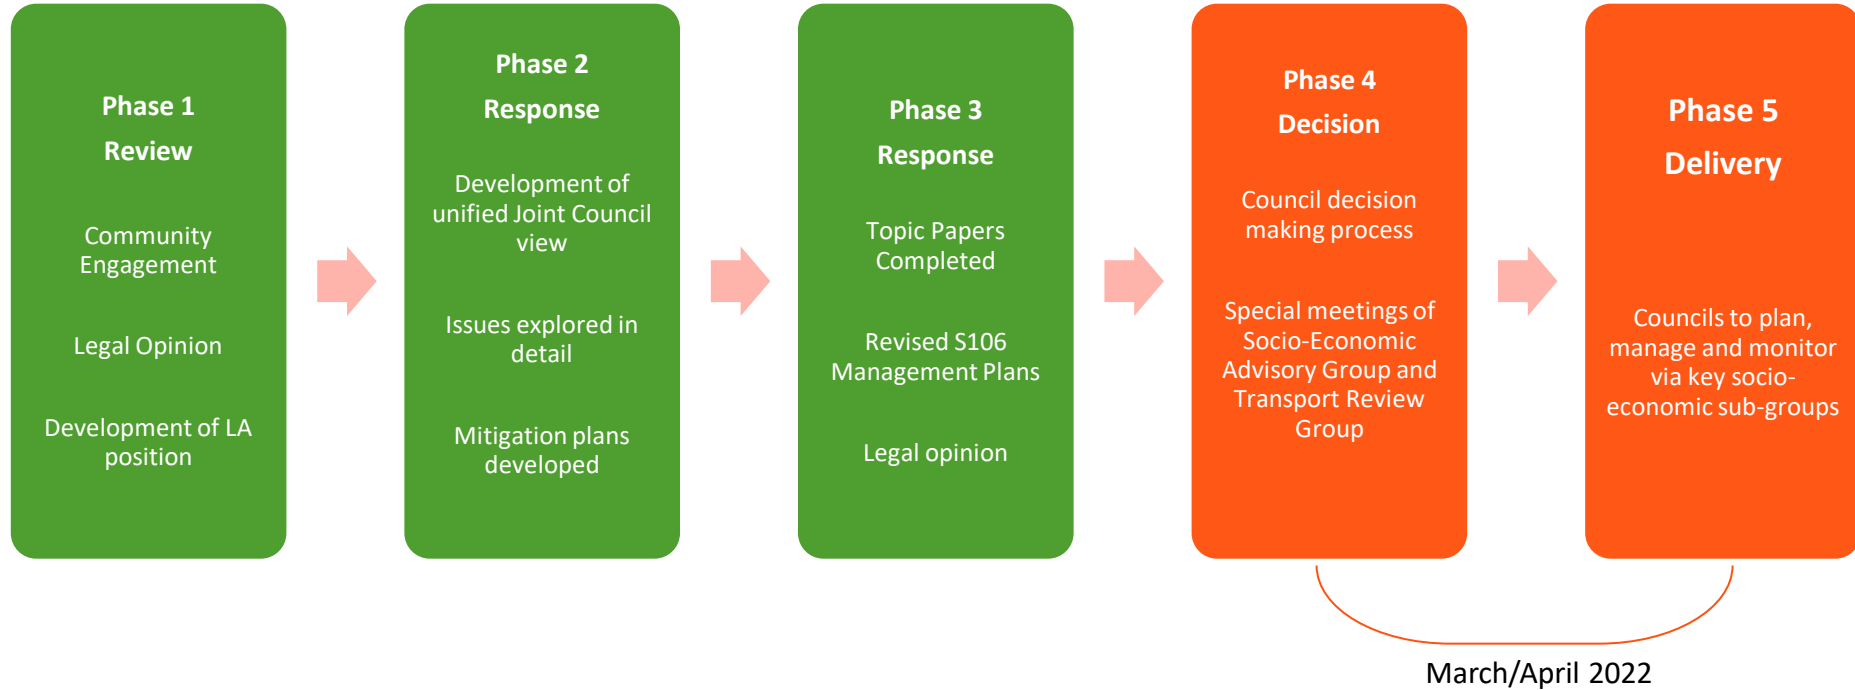 Phase 1
Review
Community
Engagement
Legal Opinion
Development of LA
position
Phase 2
Response
Development of
unified Joint Council
view
Issues explored in
detail
Mitigation plans
developed
Phase 3
Response
Topic Papers
Completed
Revised S106
Management Plans
Legal opinion
Phase 4
Decision
Council decision
making process
Special meetings of
Socio-Economic
Advisory Group and
Transport Review
Group
Phase 5
Delivery
Councils to plan,
manage and monitor
via key socio-
economic sub-groups
March/April 2022